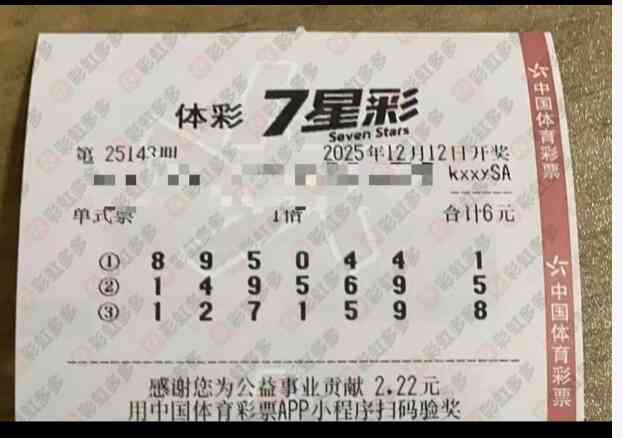 体彩 7星彩
Seven Stars
第 25143期 2025年12月12日开奖
kxxySA
单式票 1倍 合计6元
① 8 9 5 0 4 4 1
② 1 4 9 5 6 9 5
③ 1 2 7 1 5 9 8
感谢您为公益事业贡献 2.22元
用中国体育彩票APP小程序扫码验奖
中国体育彩票
中国体育彩票
彩虹多多